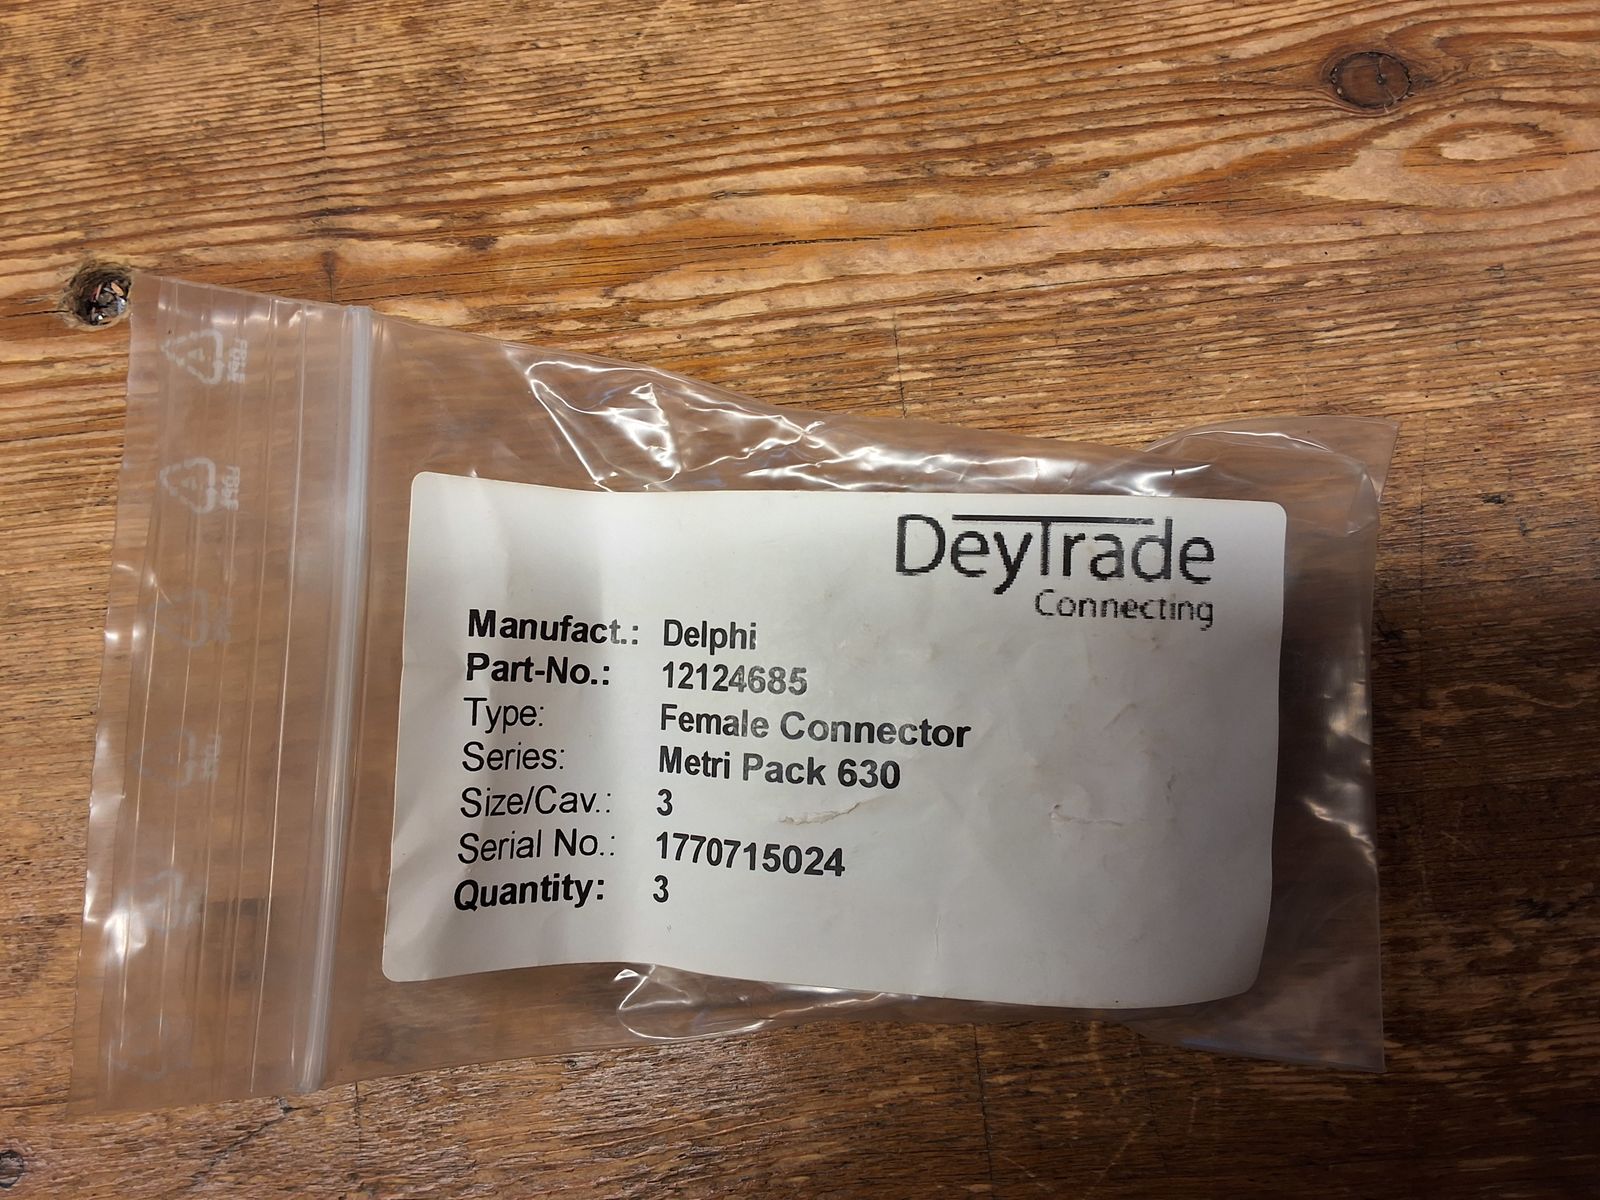 DeyTrade
Connecting
Manufact.: Delphi
Part-No.: 12124685
Type: Female Connector
Series: Metri Pack 630
Size/Cav.: 3
Serial No.: 1770715024
Quantity: 3